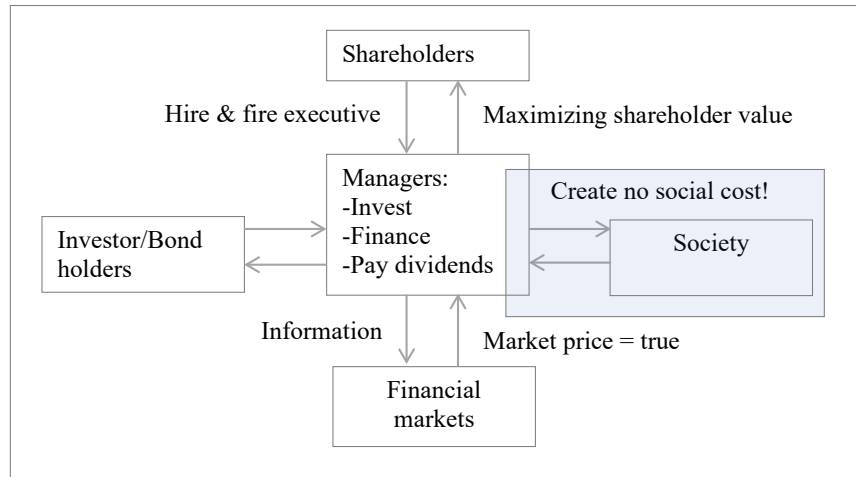 Shareholders
Hire & fire executive
Maximizing shareholder value
Managers:
-Invest
-Finance
-Pay dividends
Create no social cost!
Investor/Bond
holders
Society
Information
Market price = true
Financial
markets